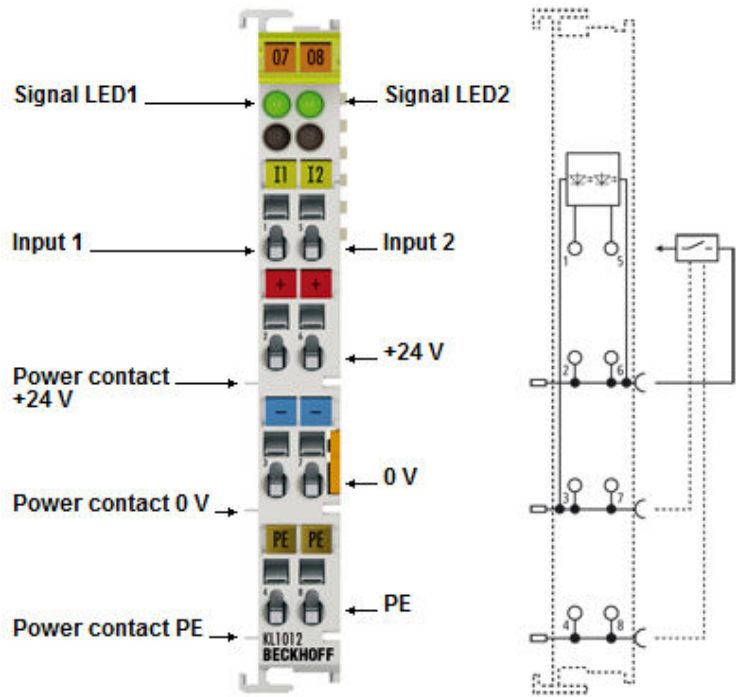 07 08
Signal LED1
Signal LED2
I1 I2
1 5
Input 1
Input 2
1 5
+ +
2 6
+24 V
2 6
Power contact
+24 V
− −
3 7
0 V
3 7
Power contact 0 V
PE PE
4 8
PE
4 8
Power contact PE
KL1012
BECKHOFF